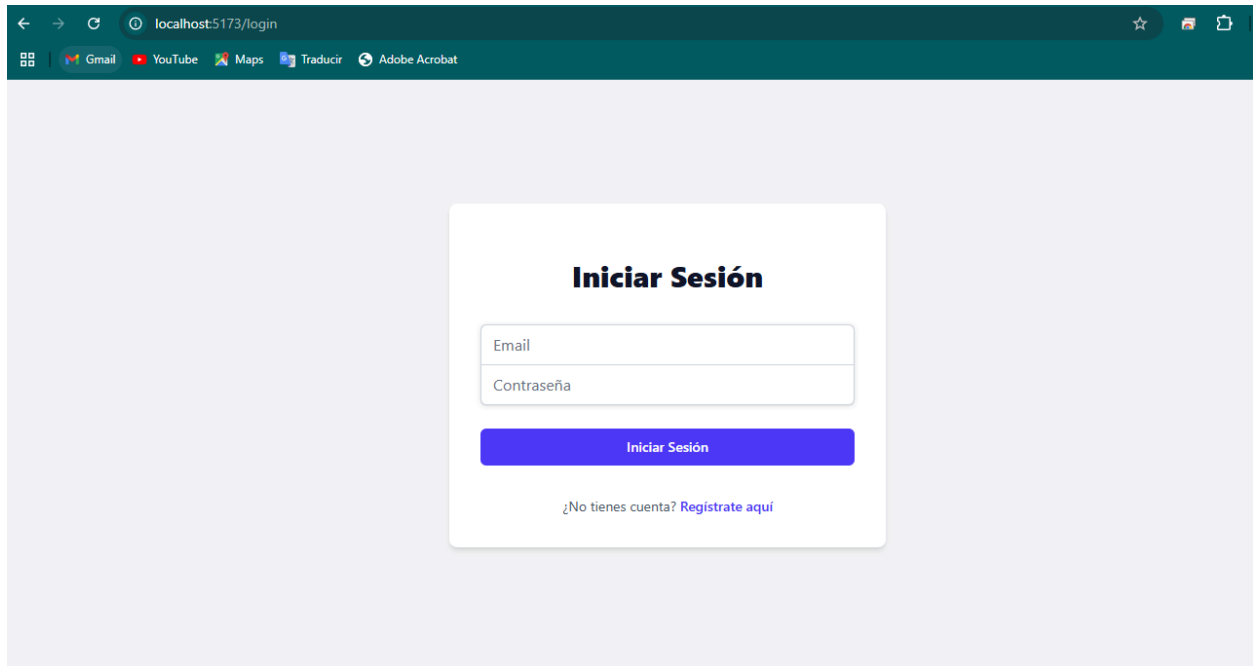 localhost:5173/login
Gmail YouTube Maps Traducir Adobe Acrobat
Iniciar Sesión
Email
Contraseña
Iniciar Sesión
¿No tienes cuenta? Regístrate aquí